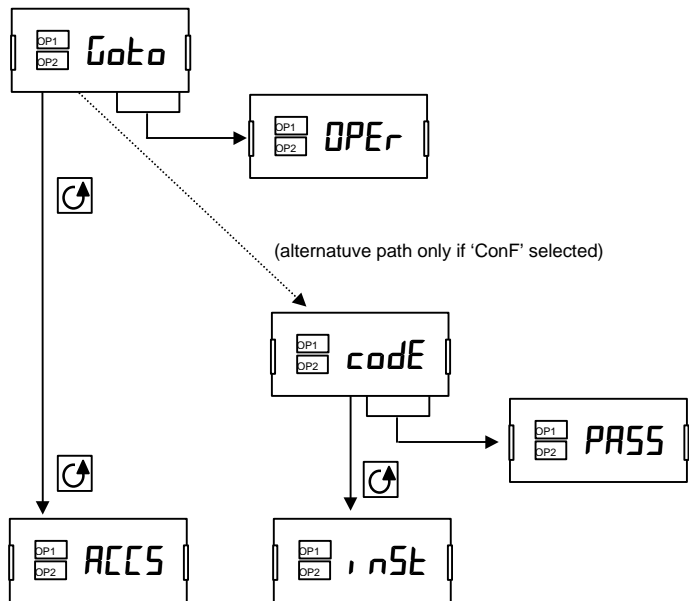 OP1
OP2
Goto
OP1
OP2
OPEr
(alternatuve path only if ‘ConF’ selected)
OP1
OP2
codE
OP1
OP2
PASS
OP1
OP2
ACCS
OP1
OP2
inSt